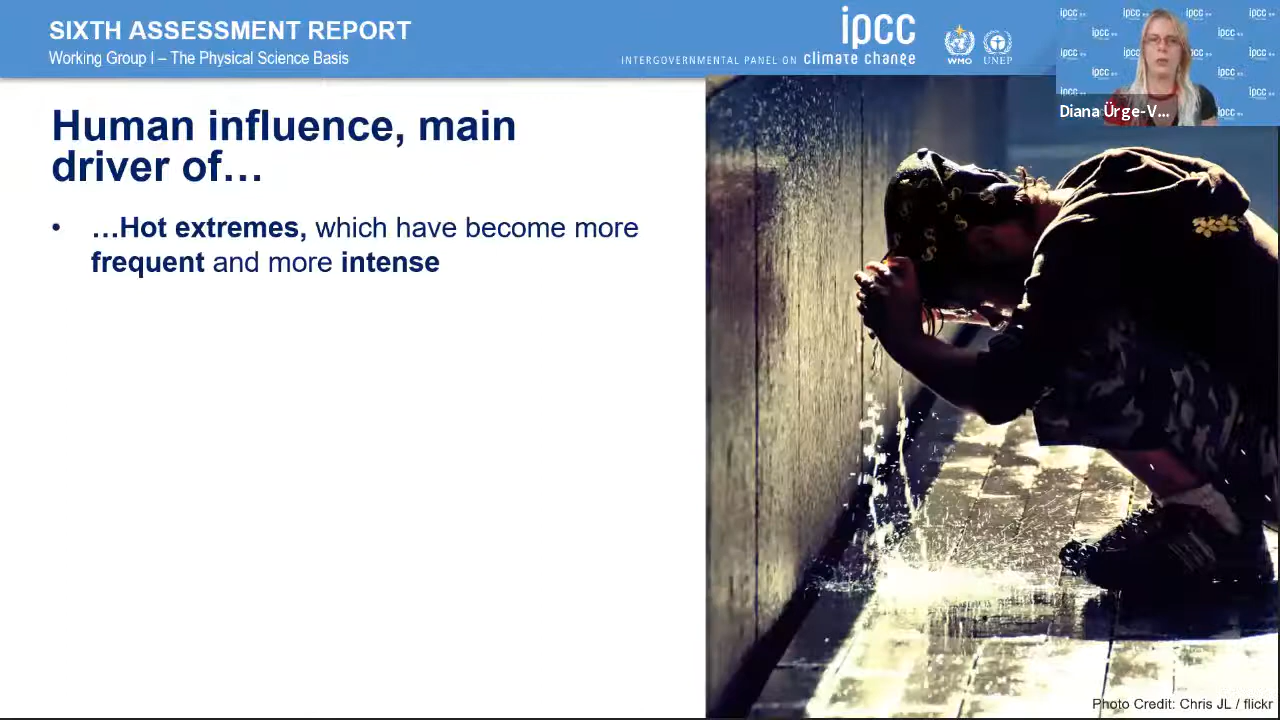 SIXTH ASSESSMENT REPORT
Working Group I – The Physical Science Basis
ipcc
INTERGOVERNMENTAL PANEL ON climate change
WMO
UNEP
Diana Ürge-V...
Human influence, main
driver of…
• …Hot extremes, which have become more
frequent and more intense
Photo Credit: Chris JL / flickr